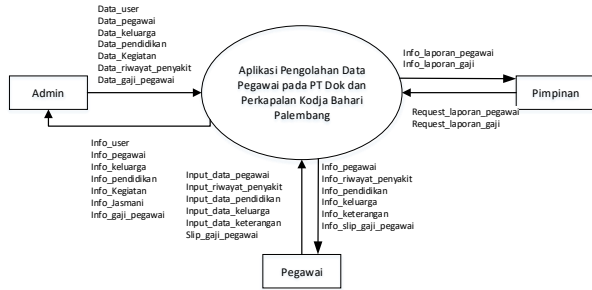 Data_user
Data_pegawai
Data_keluarga
Data_pendidikan
Data_Kegiatan
Data_riwayat_penyakit
Data_gaji_pegawai
Admin
Aplikasi Pengolahan Data
Pegawai pada PT Dok dan
Perkapalan Kodja Bahari
Palembang
Info_laporan_pegawai
Info_laporan_gaji
Pimpinan
Request_laporan_pegawai
Request_laporan_gaji
Info_user
Info_pegawai
Info_keluarga
Info_pendidikan
Info_Kegiatan
Info_Jasmani
Info_gaji_pegawai
Input_data_pegawai
Input_riwayat_penyakit
Input_data_pendidikan
Input_data_keluarga
Input_data_keterangan
Slip_gaji_pegawai
Info_pegawai
Info_riwayat_penyakit
Info_pendidikan
Info_keluarga
Info_keterangan
Info_slip_gaji_pegawai
Pegawai